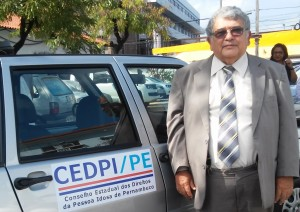 CEDPI/PE
Conselho Estadual dos Direitos
da Pessoa Idosa de Pernambuco